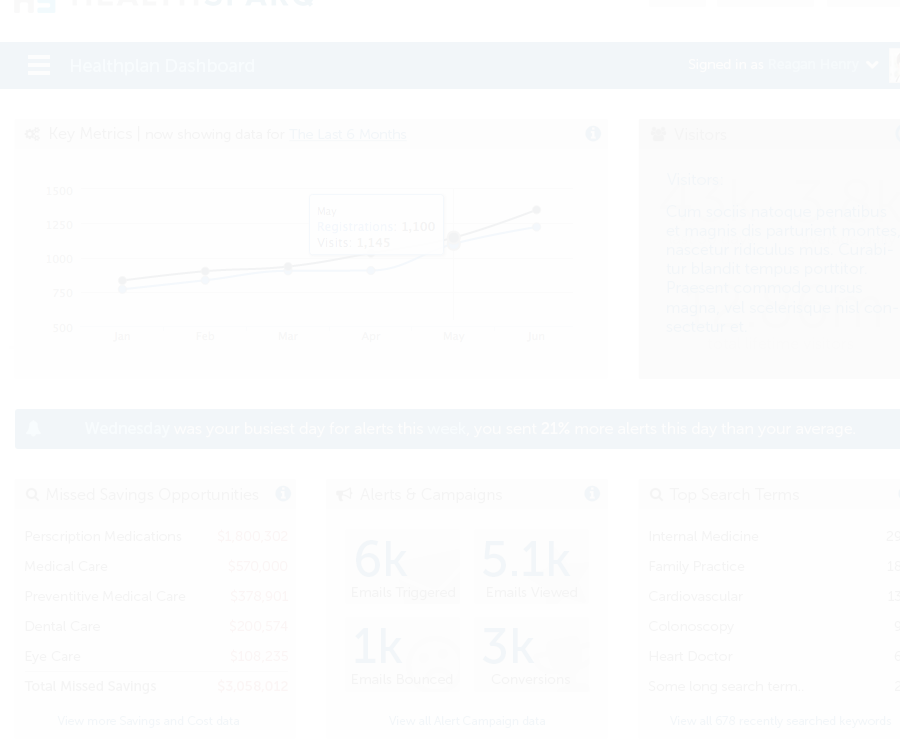 HEALTHSPARQ
Healthplan Dashboard
Signed in as Reagan Henry
Key Metrics | now showing data for The Last 6 Months
1500
1250
1000
750
500
May
Registrations: 1,100
Visits: 1,145
Jan Feb Mar Apr May Jun
Visitors
Visitors
Cum sociis natoque penatibus
et magnis dis parturient montes
nascetur ridiculus mus. Curabi-
tur blandit tempus porttitor.
Praesent commodo cursus
magna, vel scelerisque nisl con-
sectetur et.
Wednesday was your busiest day for alerts this week, you sent 21% more alerts this day than your average.
Missed Savings Opportunities
Perscription Medications $1,800,302
Medical Care $570,000
Preventitive Medical Care $378,901
Dental Care $200,574
Eye Care $106,235
Total Missed Savings $3,056,012
View more Savings and Cost data
Alerts & Campaigns
6k
Emails Triggered
5.1k
Emails Viewed
1k
Emails Bounced
3k
Conversions
View all Alert Campaign data
Top Search Terms
Internal Medicine 29
Family Practice 18
Cardiovascular 13
Colonoscopy 9
Heart Doctor 6
Some long search term 2
View all 678 recently searched keywords